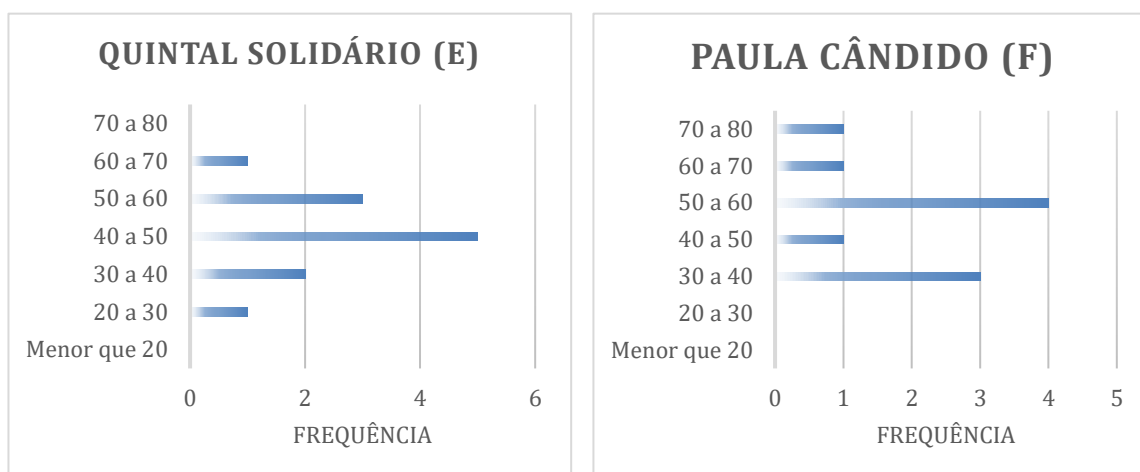 QUINTAL SOLIDÁRIO (E)
70 a 80
60 a 70
50 a 60
40 a 50
30 a 40
20 a 30
Menor que 20
0 2 4 6
FREQUÊNCIA
PAULA CÂNDIDO (F)
70 a 80
60 a 70
50 a 60
40 a 50
30 a 40
20 a 30
Menor que 20
0 1 2 3 4 5
FREQUÊNCIA